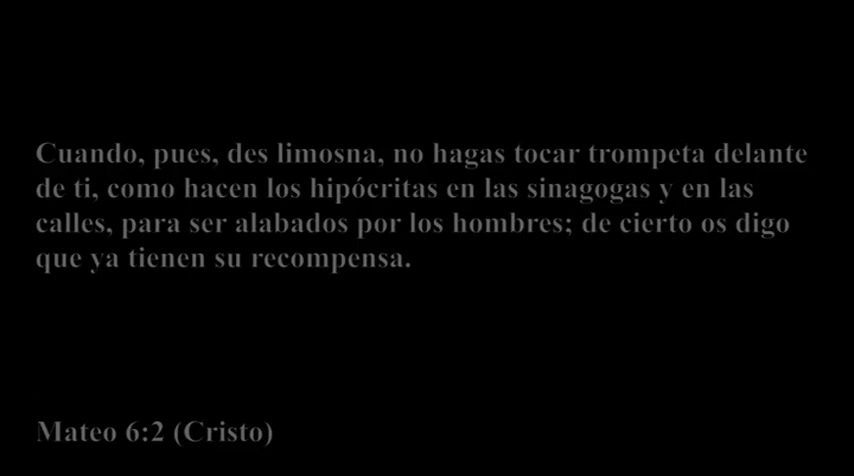 Cuando, pues, des limosna, no hagas tocar trompeta delante
de ti, como hacen los hipócritas en las sinagogas y en las
calles, para ser alabados por los hombres; de cierto os digo
que ya tienen su recompensa.
Mateo 6:2 (Cristo)